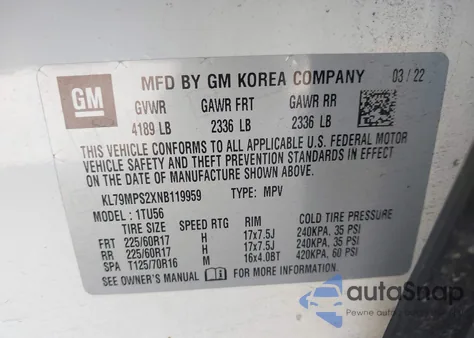 GM
MFD BY GM KOREA COMPANY 03 / 22
GVWR GAWR FRT GAWR RR
4189 LB 2336 LB 2336 LB
THIS VEHICLE CONFORMS TO ALL APPLICABLE U.S. FEDERAL MOTOR
VEHICLE SAFETY AND THEFT PREVENTION STANDARDS IN EFFECT
ON THE DATE OF MANUFACTURE SHOWN ABOVE.
KL79MPS2XNB119959 TYPE: MPV
MODEL: 1TU56
TIRE SIZE SPEED RTG RIM COLD TIRE PRESSURE
FRT 225/60R17 H 17x7.5J 240KPA, 35 PSI
RR 225/60R17 H 17x7.5J 240KPA, 35 PSI
SPA T125/70R16 M 16x4.0BT 420KPA, 60 PSI
SEE OWNER'S MANUAL FOR MORE INFORMATION
autoSnap
Pewne auto